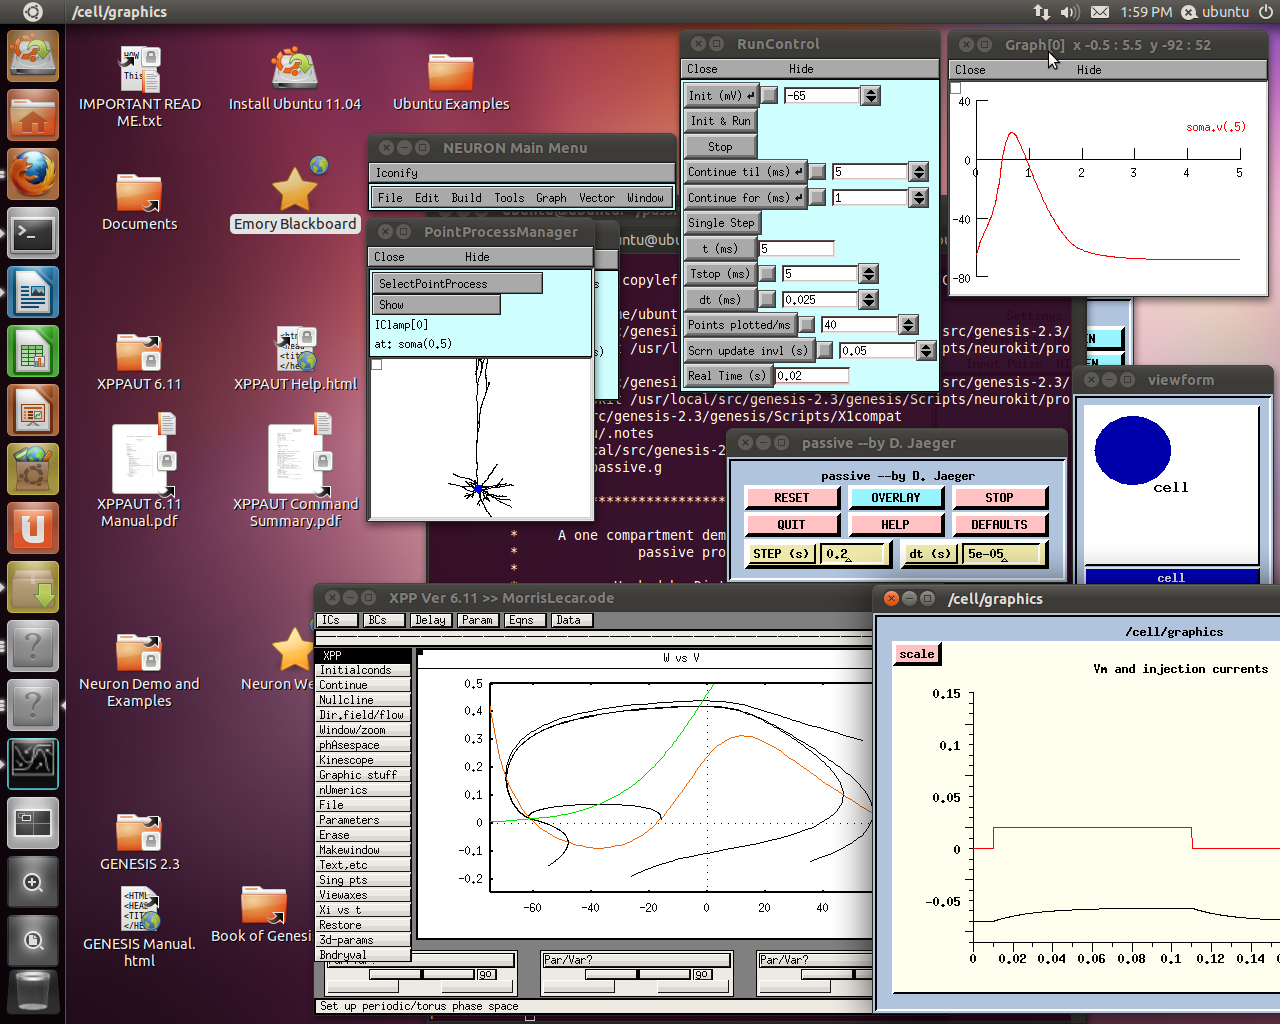 /cell/graphics
1:59 PM
ubuntu
IMPORTANT READ ME.txt
Install Ubuntu 11.04
Ubuntu Examples
Documents
Emory Blackboard
XPPAUT 6.11
XPPAUT Help.html
XPPAUT 6.11
Manual.pdf
XPPAUT Command
Summary.pdf
Neuron Demo and
Examples
Neuron We
GENESIS 2.3
GENESIS Manual.
html
Book of Genesi
NEURON Main Menu
Iconify
File Edit Build Tools Graph Vector Window
PointProcessManager
Close Hide
SelectPointProcess
Show
IClamp[0]
at: soma(0.5)
RunControl
Close Hide
Init (mV) -65
Init & Run
Stop
Continue til (ms) 5
Continue for (ms) 1
Single Step
t (ms) 5
Tstop (ms) 5
dt (ms) 0.025
Points plotted/ms 40
Scrn update invl (s) 0.05
Real Time (s) 0.02
Graph[0] x -0.5 : 5.5 y -92 : 52
Close Hide
soma.v(.5)
40
0
-40
-80
0 1 2 3 4 5
copylef
me/ubunt
/genesi
/usr/l
src/genesis-2.3/
pts/neurokit/pro
/usr/local/src/genesis-2.3/genesis/Scripts/neurokit/pro
src/genesis-2.3/genesis/Scripts/X1compat
u/.notes
cal/src/genesis-2
passive.g
* A one compartment dem
* passive pro
*
viewform
cell
cell
passive --by D. Jaeger
passive --by D. Jaeger
RESET OVERLAY STOP
QUIT HELP DEFAULTS
STEP (s) 0.2 dt (s) 5e-05
XPP Ver 6.11 >> MorrisLecar.ode
ICs BCs Delay Param Eqns Data
XPP
Initialconds
Continue
Nullcline
Dir.field/flow
Window/zoom
phAsespace
Kinescope
Graphic stuff
nUmerics
File
Parameters
Erase
Makewindow
Text,etc
Sing pts
Viewaxes
Xi vs t
Restore
3d-params
Bndryval
W vs V
0.5
0.4
0.3
0.2
0.1
0
-0.1
-0.2
-60 -40 -20 0 20 40
Par/Var? Par/Var? Par/Var?
go go
Set up periodic/torus phase space
/cell/graphics
/cell/graphics
scale
Vm and injection currents
0.15
0.1
0.05
0
-0.05
0 0.02 0.04 0.06 0.08 0.1 0.12 0.14